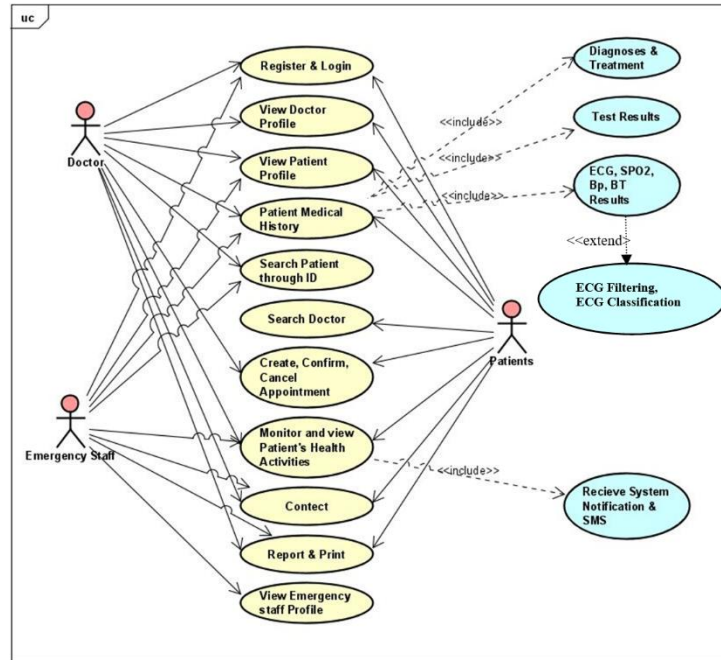 uc
Register & Login
View Doctor
Profile
View Patient
Profile
Patient Medical
History
Search Patient
through ID
Search Doctor
Create, Confirm,
Cancel
Appointment
Monitor and view
Patient's Health
Activities
Contect
Report & Print
View Emergency
staff Profile
Doctor
Emergency Staff
Patients
<<include>>
<<include>>
<<include>>
<<include>>
Diagnoses &
Treatment
Test Results
ECG, SPO2,
Bp, BT
Results
<<extend>
ECG Filtering,
ECG Classification
Recieve System
Notification &
SMS